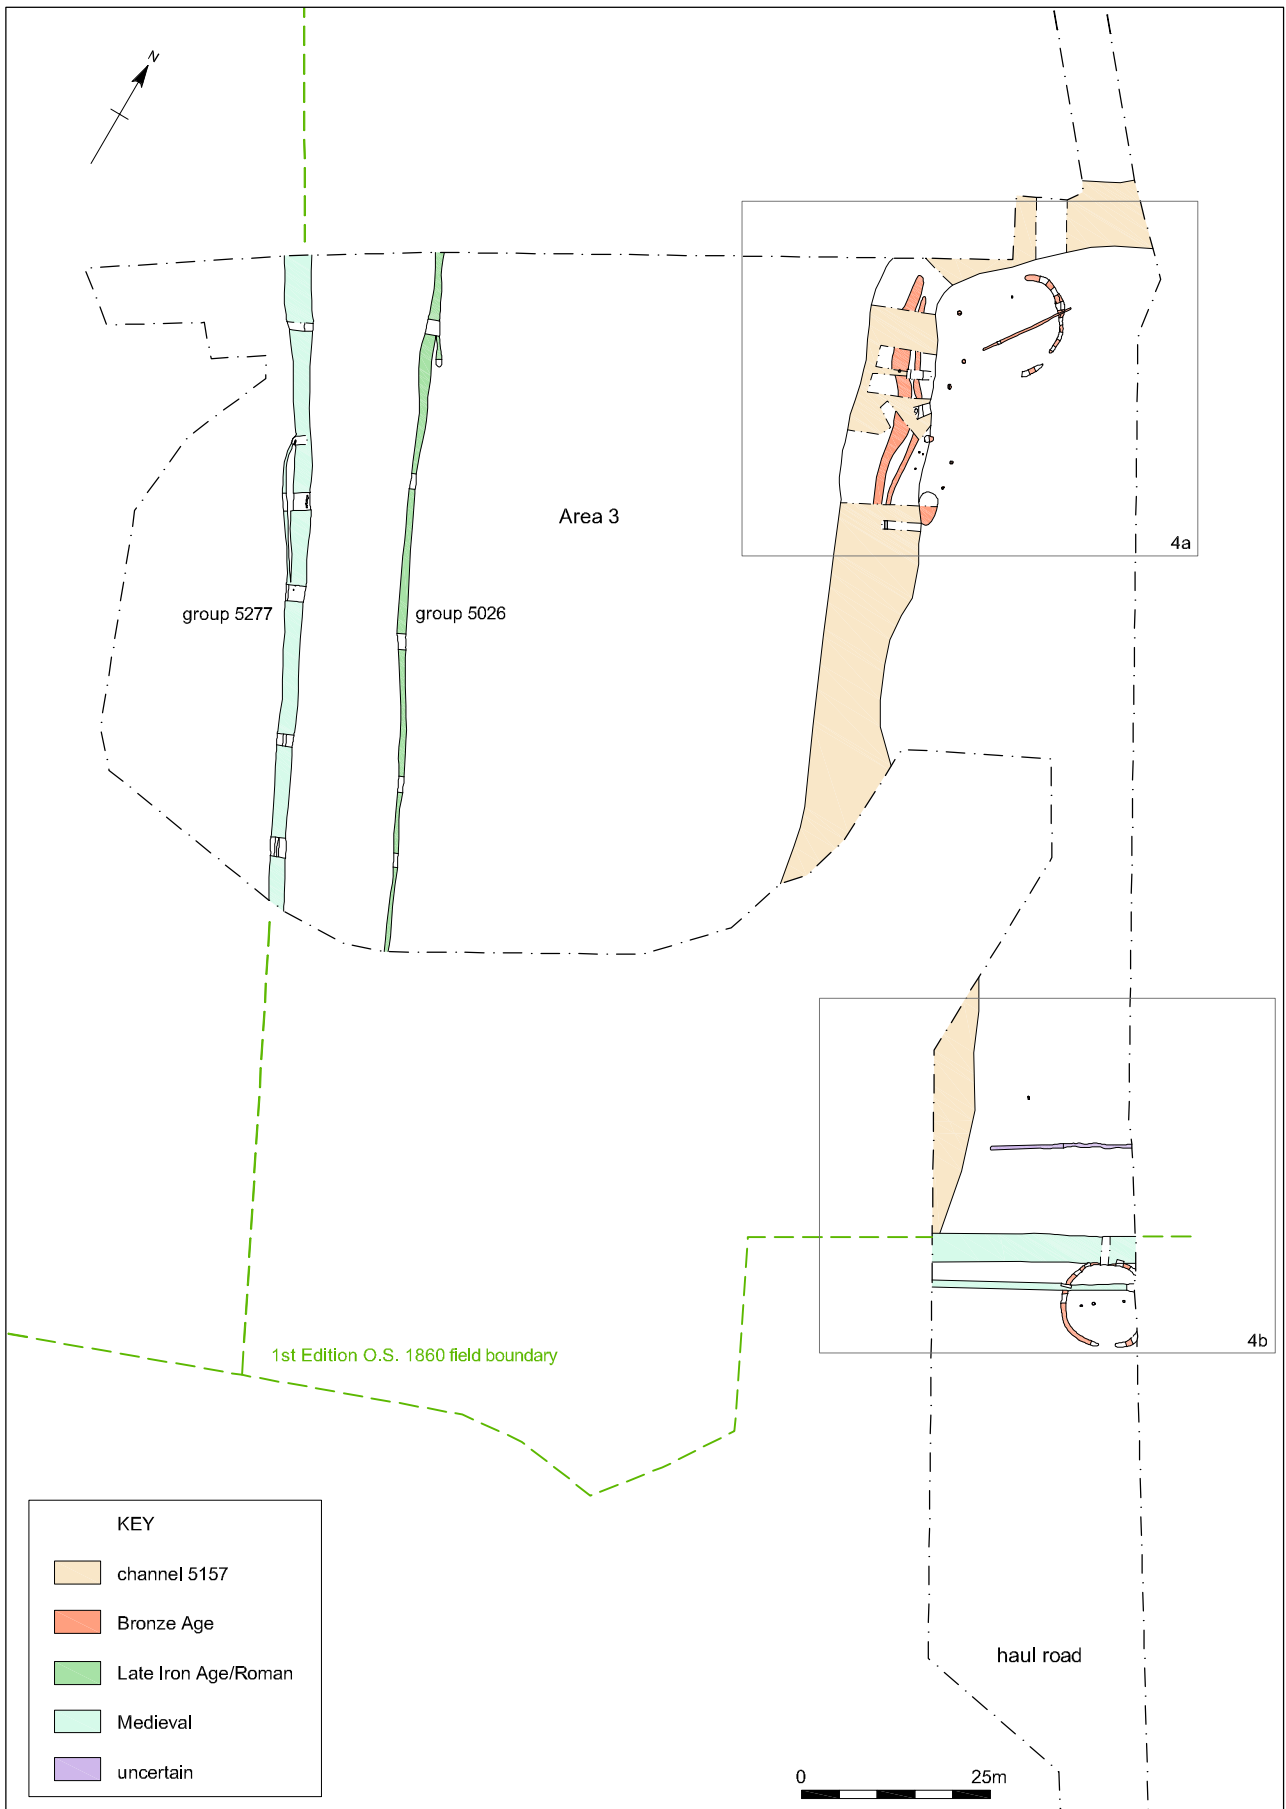 N
4a
Area 3
group 5277
group 5026
4b
1st Edition O.S. 1860 field boundary
KEY
channel 5157
Bronze Age
Late Iron Age/Roman
Medieval
uncertain
haul road
0 25m